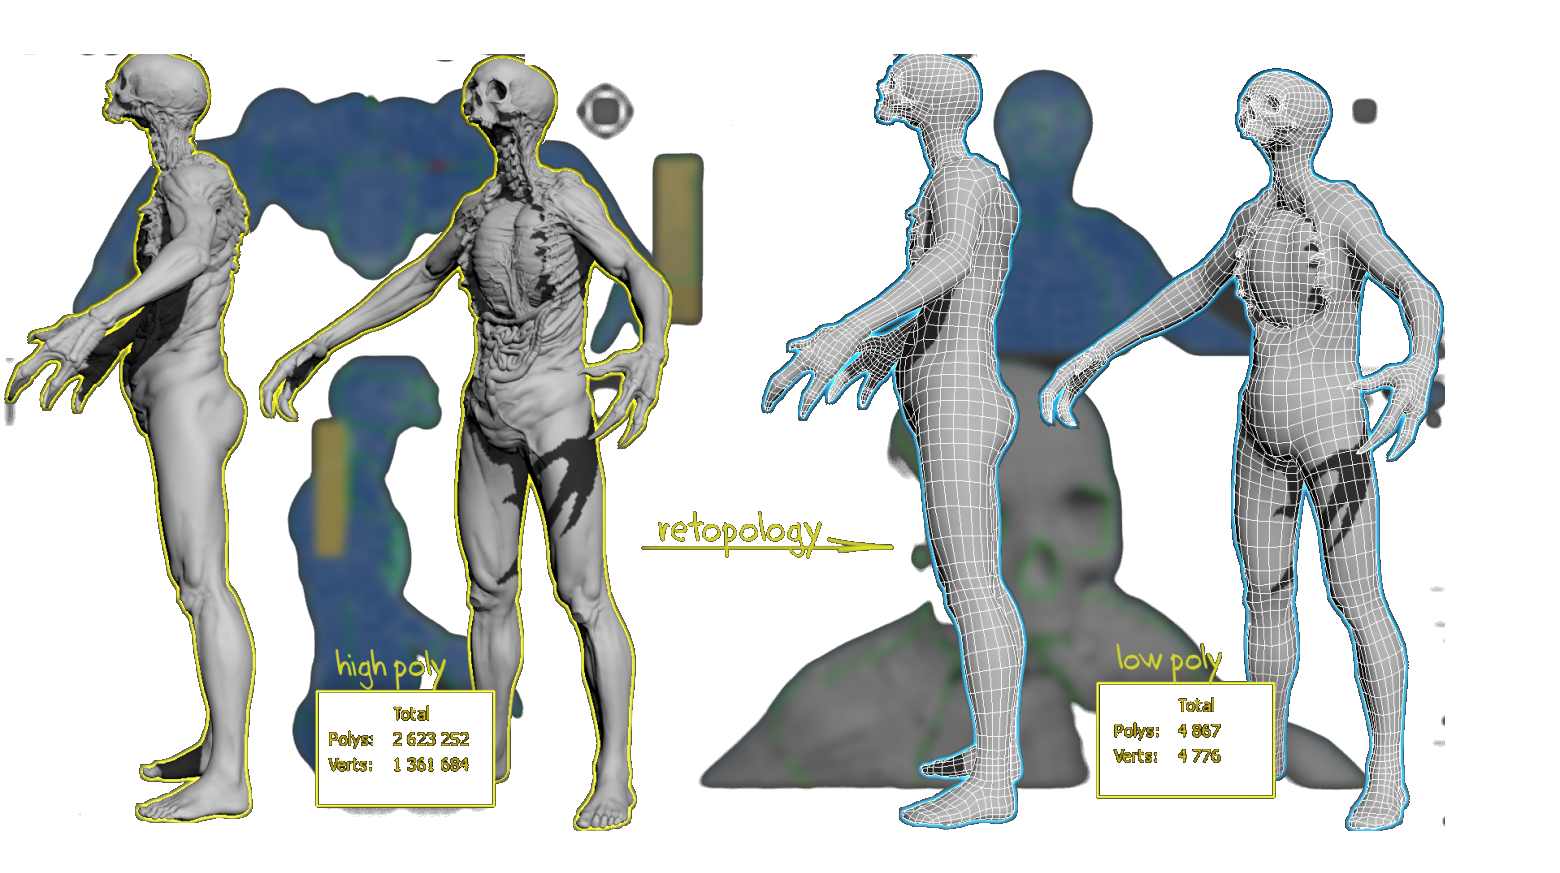 retopology
high poly
Total
Polys: 2 623 252
Verts: 1 361 684
low poly
Total
Polys: 4 867
Verts: 4 776